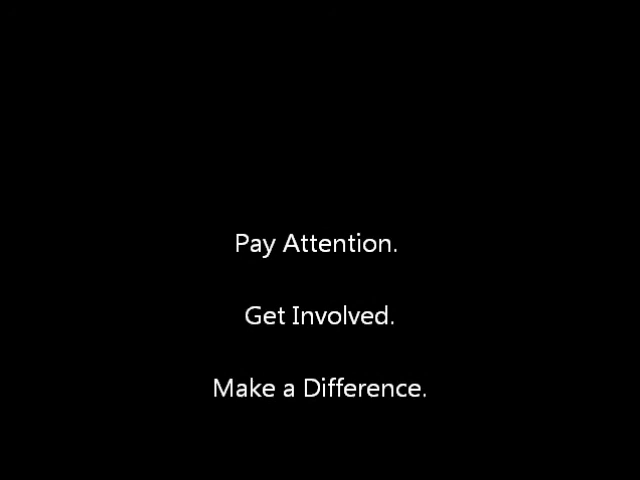 Pay Attention.
Get Involved.
Make a Difference.